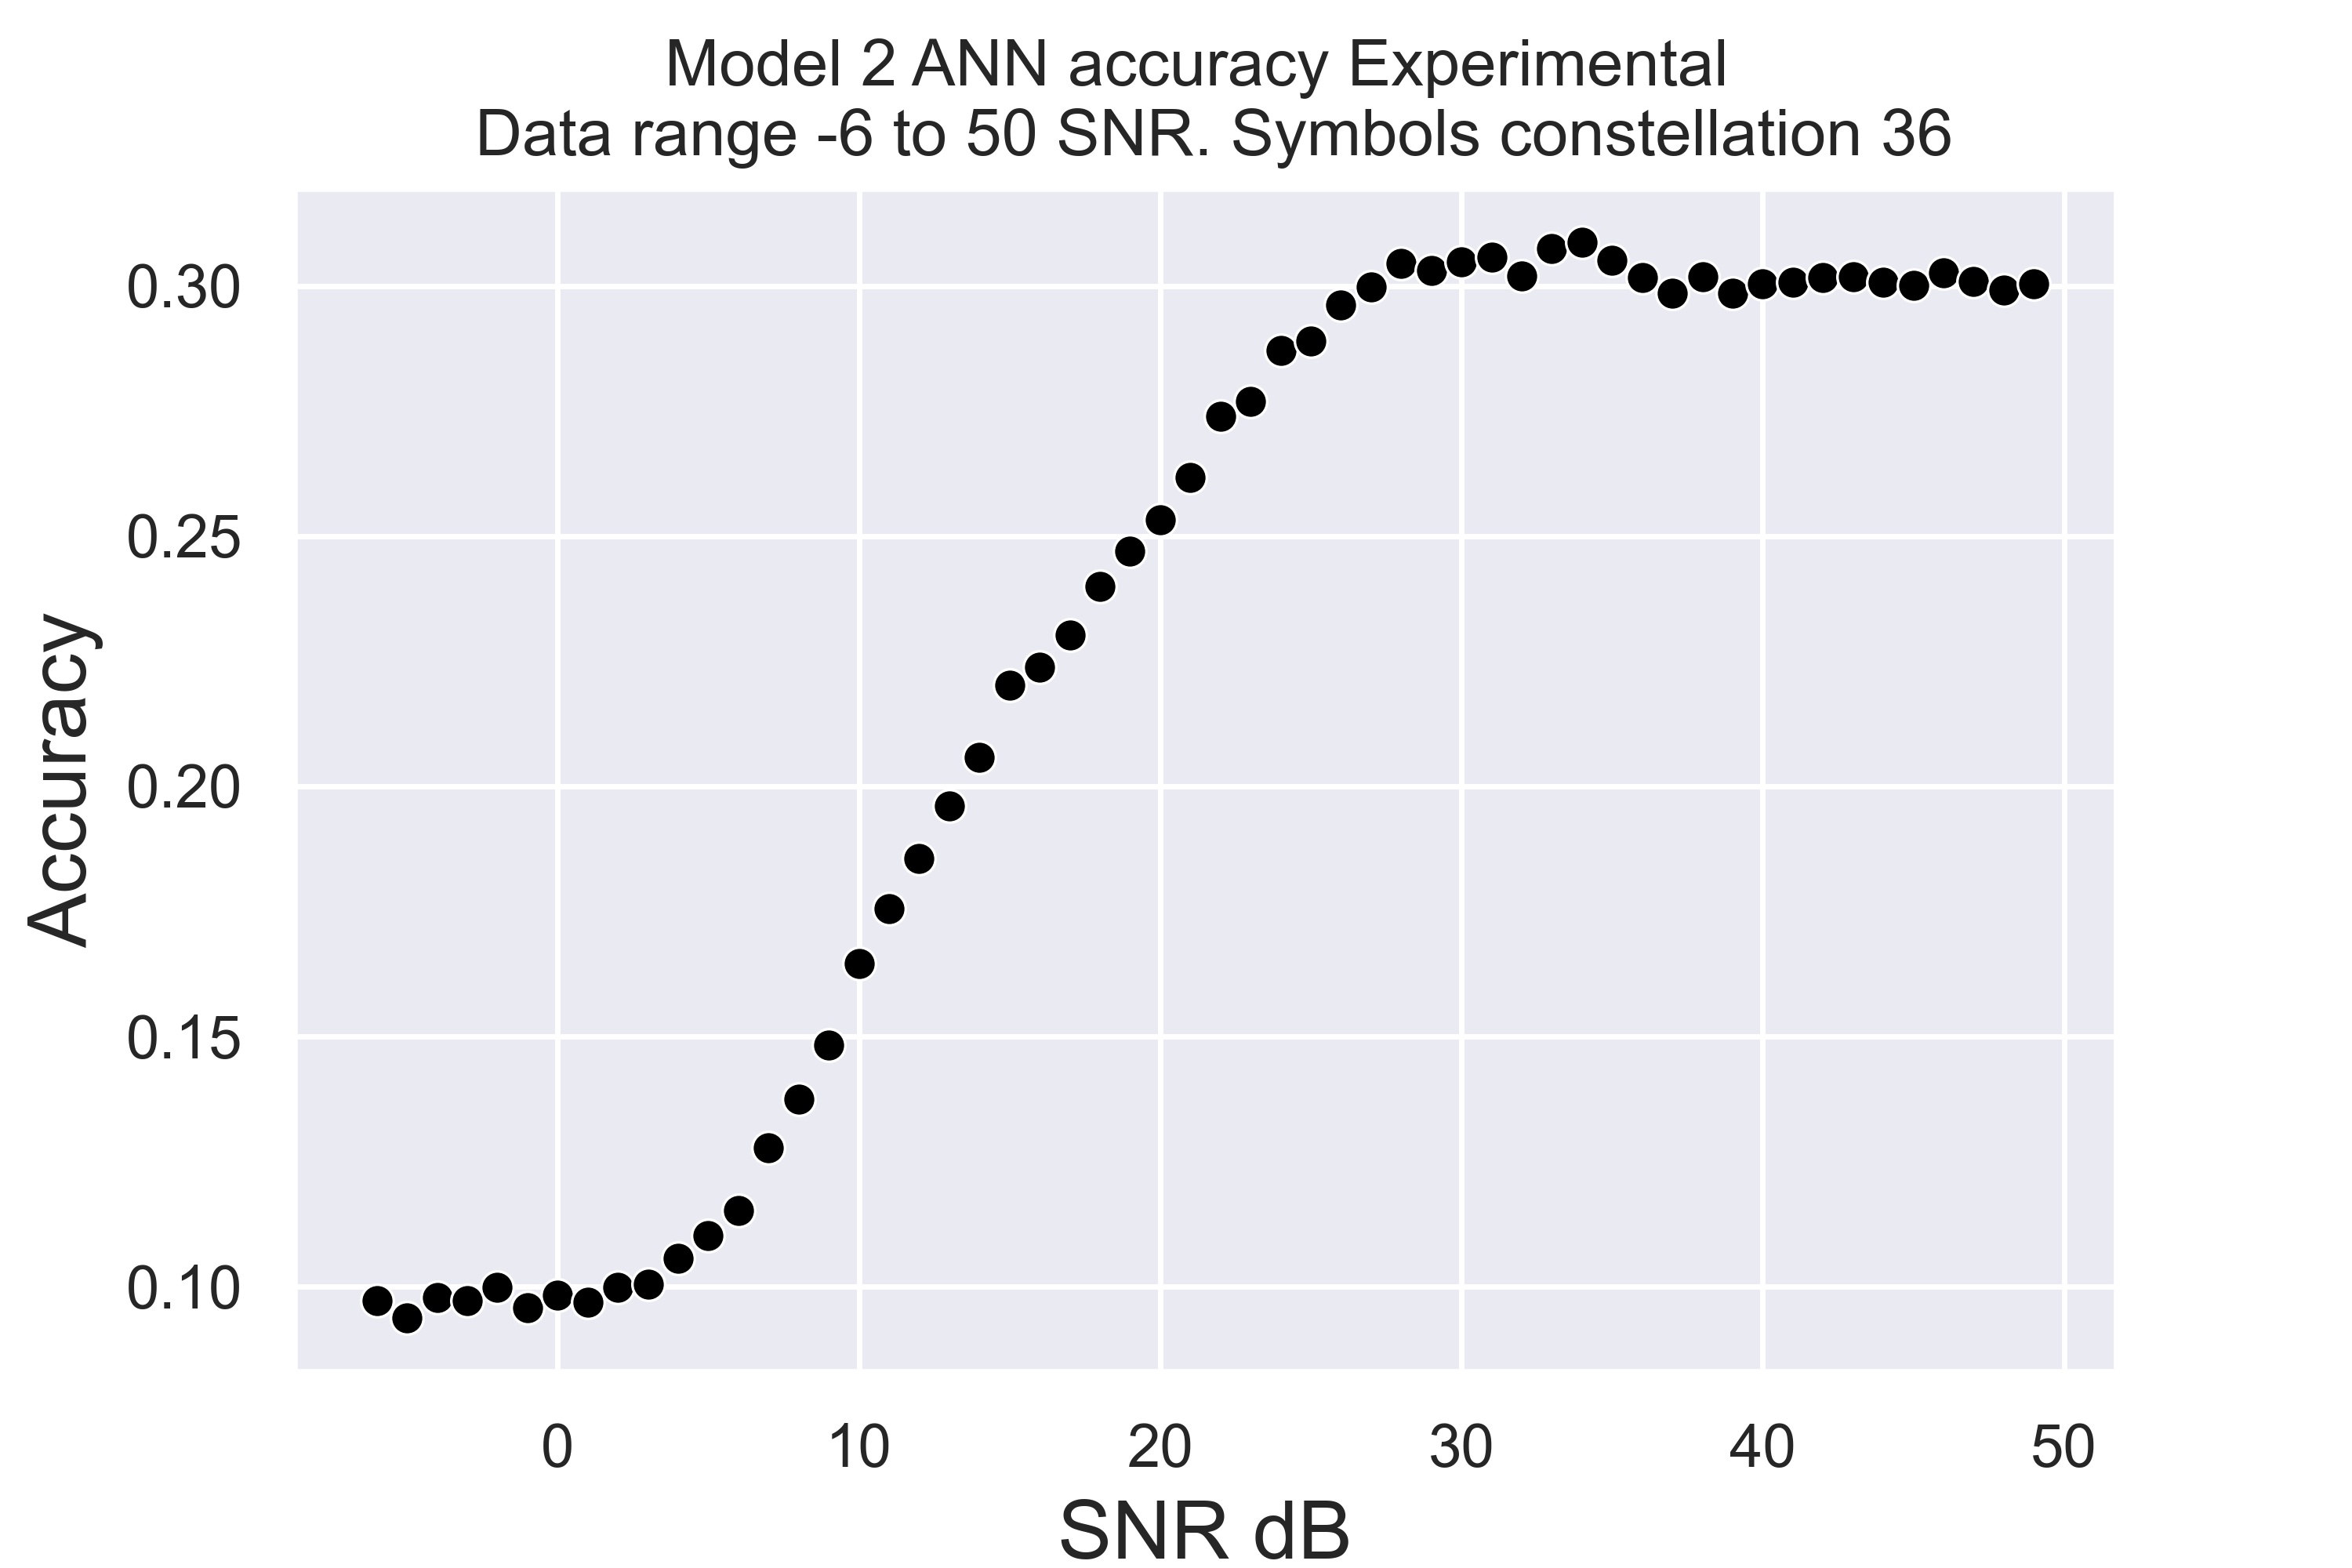 Model 2 ANN accuracy Experimental
Data range -6 to 50 SNR. Symbols constellation 36
0.30
0.25
0.20
0.15
0.10
Accuracy
0 10 20 30 40 50
SNR dB